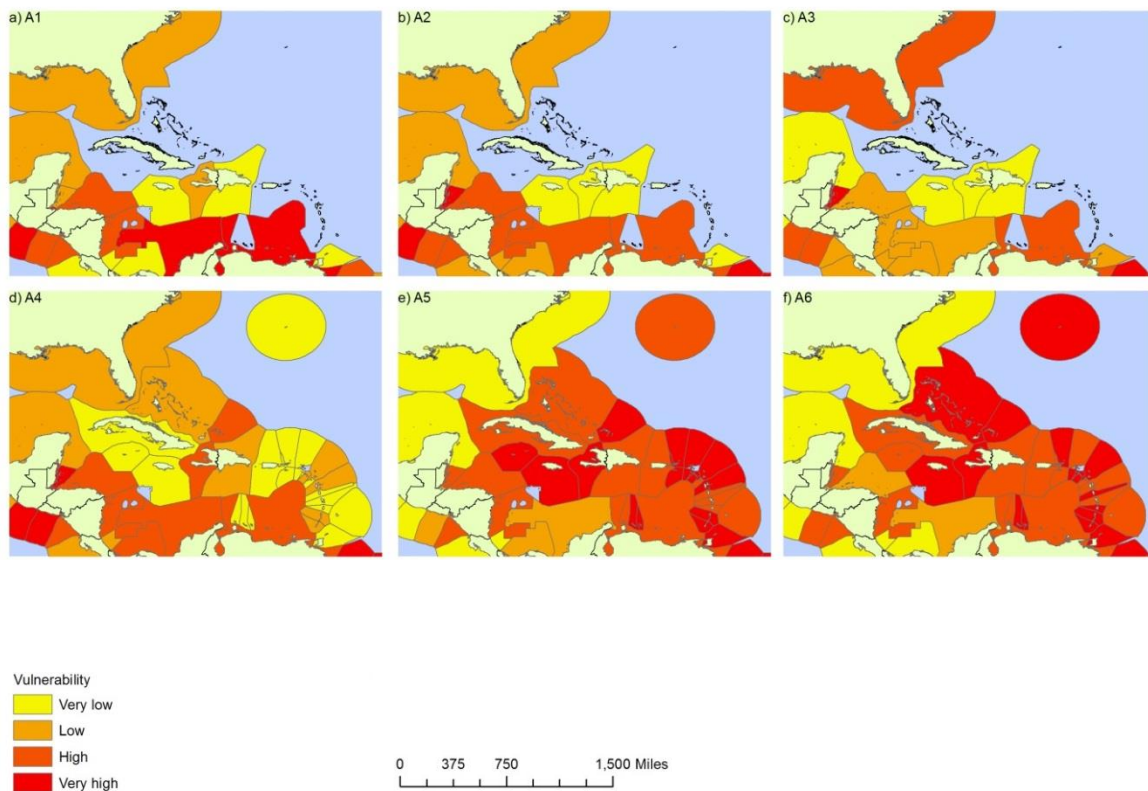 a) A1
b) A2
c) A3
d) A4
e) A5
f) A6
Vulnerability
Very low
Low
High
Very high
0 375 750 1,500 Miles